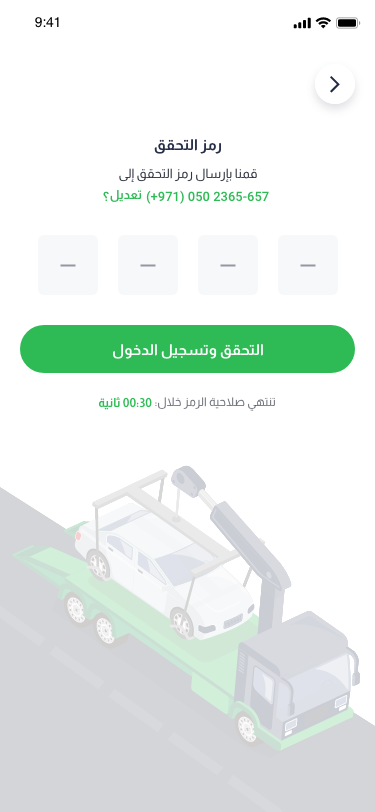 9:41
رمز التحقق
قمنا بإرسال رمز التحقق إلى
(+971) 050 2365-657 تعديل؟
التحقق وتسجيل الدخول
تنتهي صلاحية الرمز خلال: 00:30 ثانية